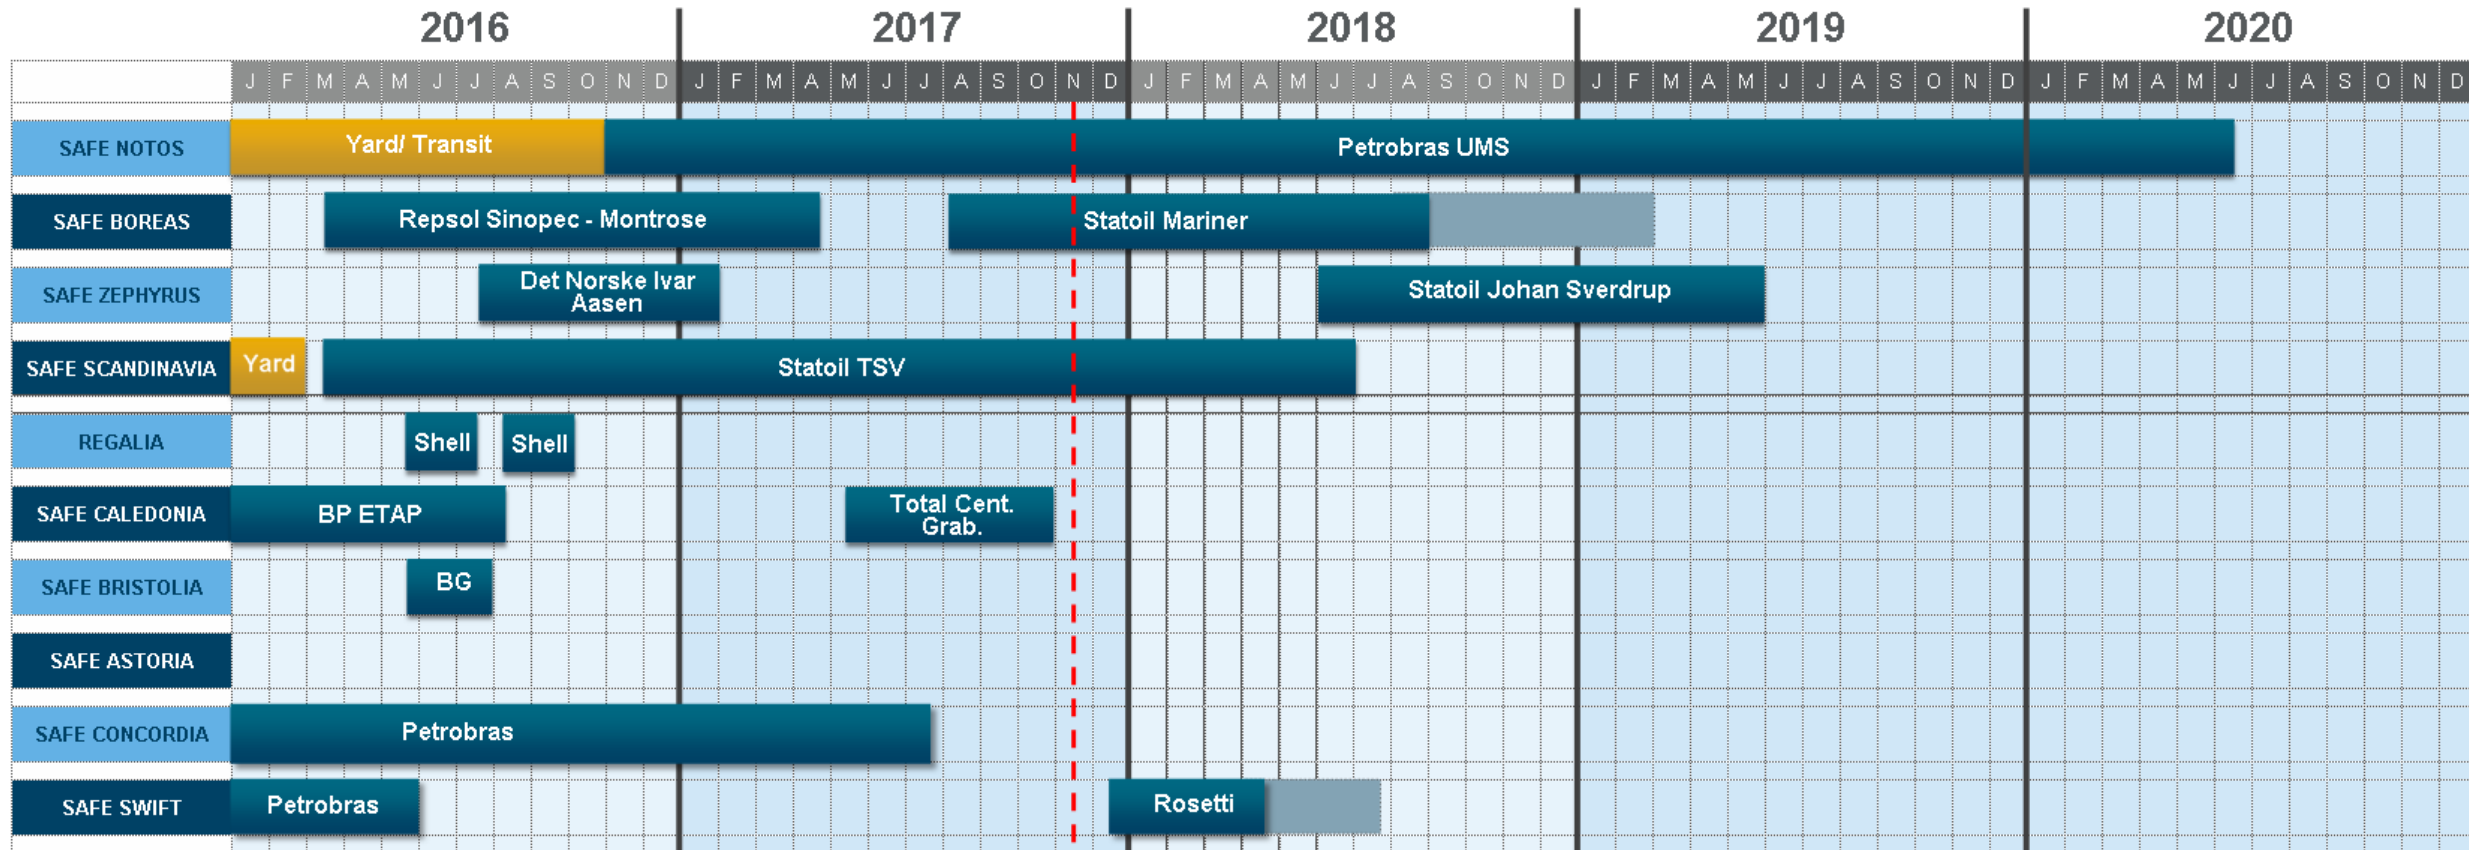 2016 2017 2018 2019 2020
J F M A M J J A S O N D J F M A M J J A S O N D J F M A M J J A S O N D J F M A M J J A S O N D J F M A M J J A S O N D
SAFE NOTOS Yard/ Transit Petrobras UMS
SAFE BOREAS Repsol Sinopec - Montrose Statoil Mariner
SAFE ZEPHYRUS Det Norske Ivar
Aasen Statoil Johan Sverdrup
SAFE SCANDINAVIA Yard Statoil TSV
REGALIA Shell Shell
SAFE CALEDONIA BP ETAP Total Cent.
Grab.
SAFE BRISTOLIA BG
SAFE ASTORIA
SAFE CONCORDIA Petrobras
SAFE SWIFT Petrobras Rosetti